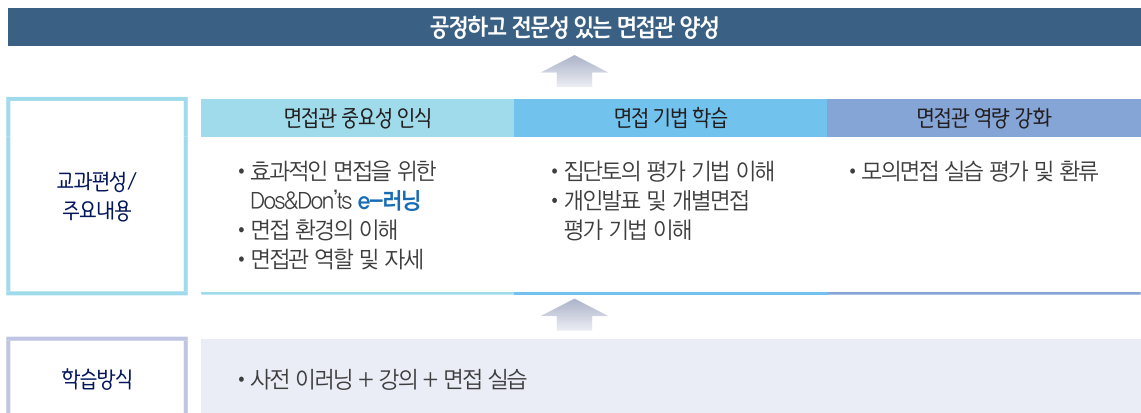 공정하고 전문성 있는 면접관 양성
면접관 중요성 인식
면접 기법 학습
면접관 역량 강화
교과편성/
주요내용
• 효과적인 면접을 위한
Dos&Don'ts e-러닝
• 면접 환경의 이해
• 면접관 역할 및 자세
• 집단토의 평가 기법 이해
• 개인발표 및 개별면접
평가 기법 이해
• 모의면접 실습 평가 및 환류
학습방식
• 사전 이러닝 + 강의 + 면접 실습